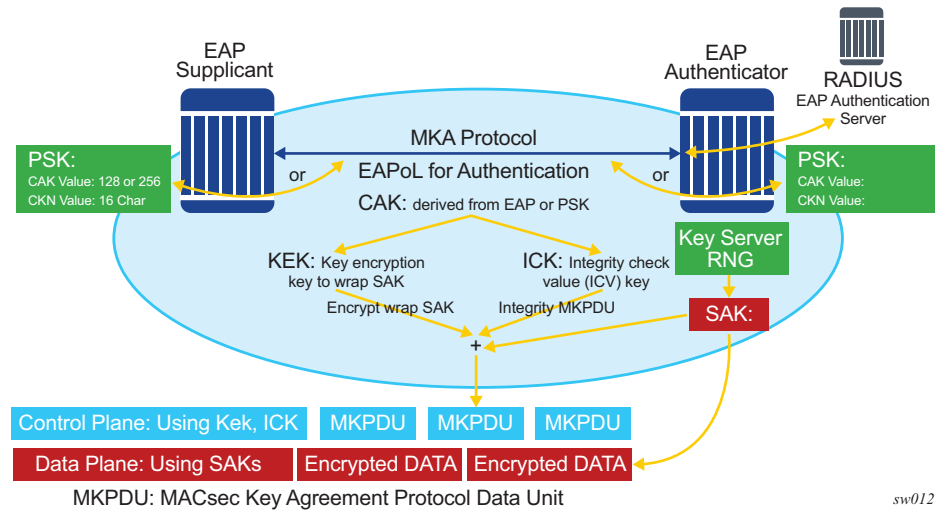 EAP
Supplicant
EAP
Authenticator
RADIUS
EAP Authentication
Server
MKA Protocol
PSK:
CAK Value: 128 or 256
CKN Value: 16 Char
or
EAPoL for Authentication
or
PSK:
CAK Value:
CKN Value:
CAK: derived from EAP or PSK
KEK: Key encryption
key to wrap SAK
ICK: Integrity check
value (ICV) key
Key Server
RNG
Encrypt wrap SAK
Integrity MKPDU
SAK:
+
Control Plane: Using Kek, ICK
MKPDU
MKPDU
MKPDU
Data Plane: Using SAKs
Encrypted DATA
Encrypted DATA
MKPDU: MACsec Key Agreement Protocol Data Unit
sw012